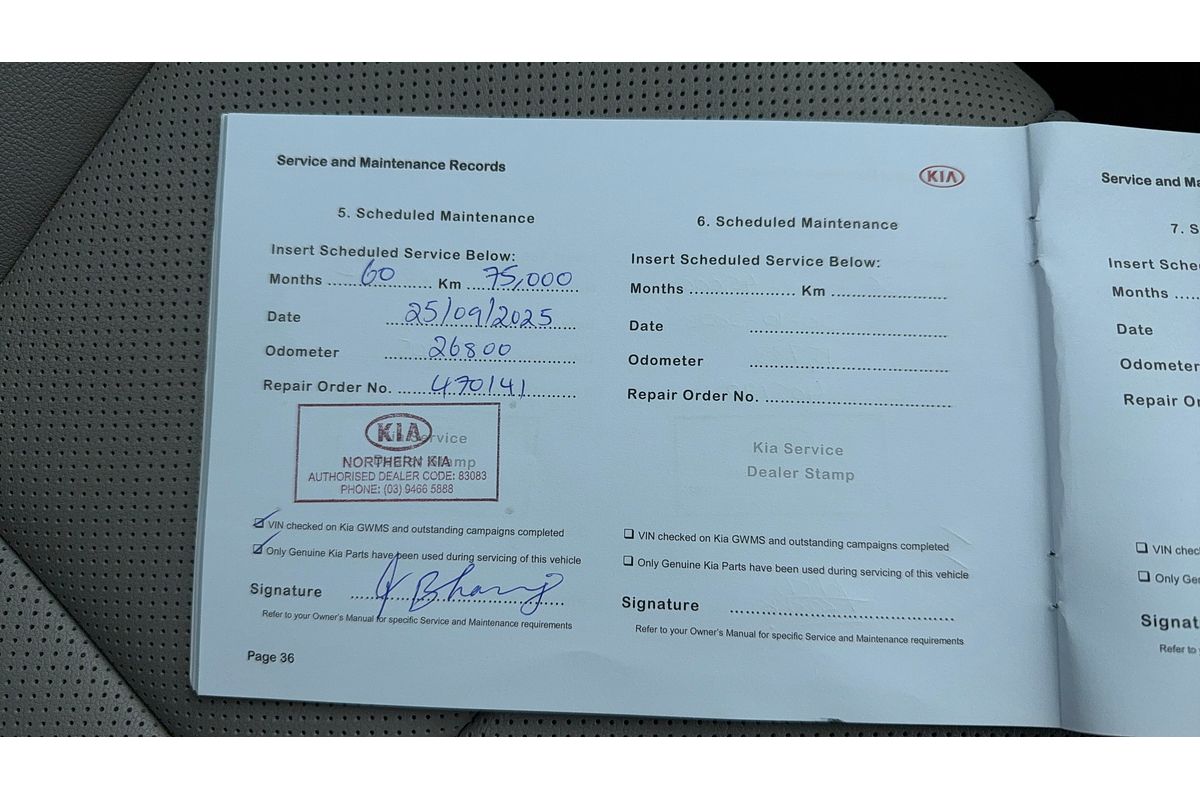 Service and Maintenance Records
KIA
5. Scheduled Maintenance
Insert Scheduled Service Below:
Months 60 Km 75,000
Date 25/09/2025
Odometer 26800
Repair Order No. 470141
Kia Service
Dealer Stamp
KIA
NORTHERN KIA
AUTHORISED DEALER CODE: 83083
PHONE: (03) 9466 5888
VIN checked on Kia GWMS and outstanding campaigns completed
Only Genuine Kia Parts have been used during servicing of this vehicle
Signature
Refer to your Owner's Manual for specific Service and Maintenance requirements
Page 36
6. Scheduled Maintenance
Insert Scheduled Service Below:
Months Km
Date
Odometer
Repair Order No.
Kia Service
Dealer Stamp
VIN checked on Kia GWMS and outstanding campaigns completed
Only Genuine Kia Parts have been used during servicing of this vehicle
Signature
Refer to your Owner's Manual for specific Service and Maintenance requirements
Service and Ma
7. S
Insert Sche
Months
Date
Odometer
Repair Or
VIN chec
Only Ge
Signat
Refer to